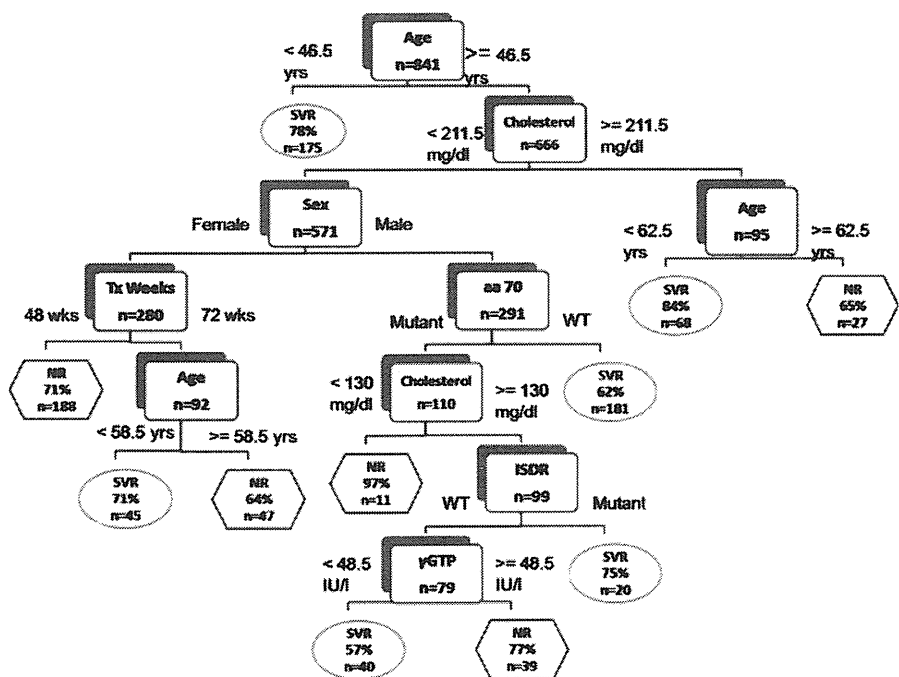 Age
n=841
< 46.5
yrs
>= 46.5
yrs
SVR
78%
n=175
Cholesterol
n=666
< 211.5
mg/dl
>= 211.5
mg/dl
Sex
n=571
Female
Male
Age
n=95
< 62.5
yrs
>= 62.5
yrs
SVR
84%
n=68
NR
65%
n=27
Tx Weeks
n=280
48 wks
72 wks
aa 70
n=291
Mutant
WT
NR
71%
n=188
Age
n=92
< 58.5 yrs
>= 58.5 yrs
SVR
71%
n=45
NR
64%
n=47
Cholesterol
n=110
< 130
mg/dl
>= 130
mg/dl
SVR
62%
n=181
NR
97%
n=11
ISDR
n=99
WT
Mutant
γGTP
n=79
< 48.5
IU/l
>= 48.5
IU/l
SVR
75%
n=20
SVR
57%
n=40
NR
77%
n=39